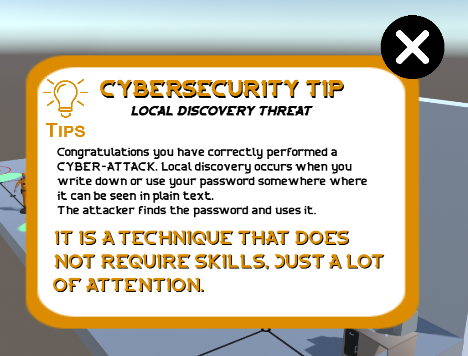 CYBERSECURITY TIP
LOCAL DISCOVERY THREAT
TIPS
Congratulations you have correctly performed a
CYBER-ATTACK. Local discovery occurs when you
write down or use your password somewhere where
it can be seen in plain text.
The attacker finds the password and uses it.
IT IS A TECHNIQUE THAT DOES
NOT REQUIRE SKILLS, JUST A LOT
OF ATTENTION.